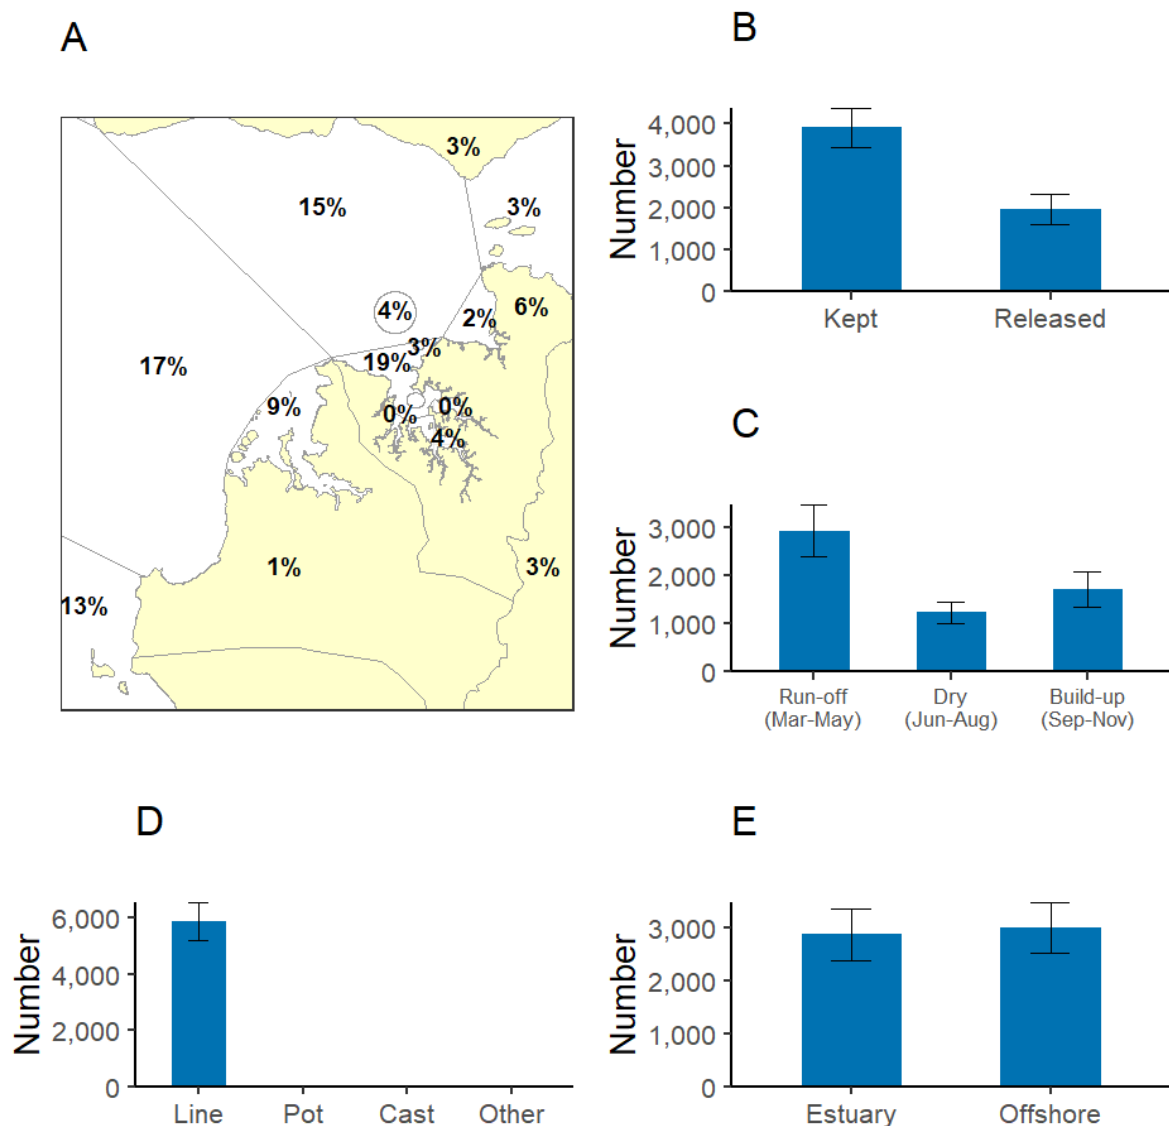 A
3%
15%
3%
4%
2%
6%
3%
19%
17%
9%
0%
0%
4%
1%
3%
13%
B
Number
4,000
3,000
2,000
1,000
0
Kept Released
C
Number
3,000
2,000
1,000
0
Run-off Dry Build-up
(Mar-May) (Jun-Aug) (Sep-Nov)
D
Number
6,000
4,000
2,000
0
Line Pot Cast Other
E
Number
3,000
2,000
1,000
0
Estuary Offshore